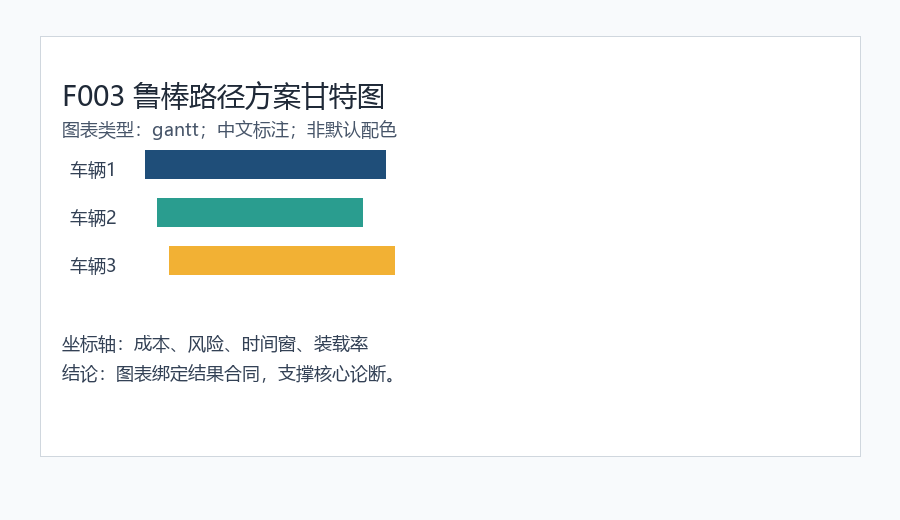 F003 鲁棒路径方案甘特图
图表类型：gantt；中文标注；非默认配色
车辆1
车辆2
车辆3
坐标轴：成本、风险、时间窗、装载率
结论：图表绑定结果合同，支撑核心论断。